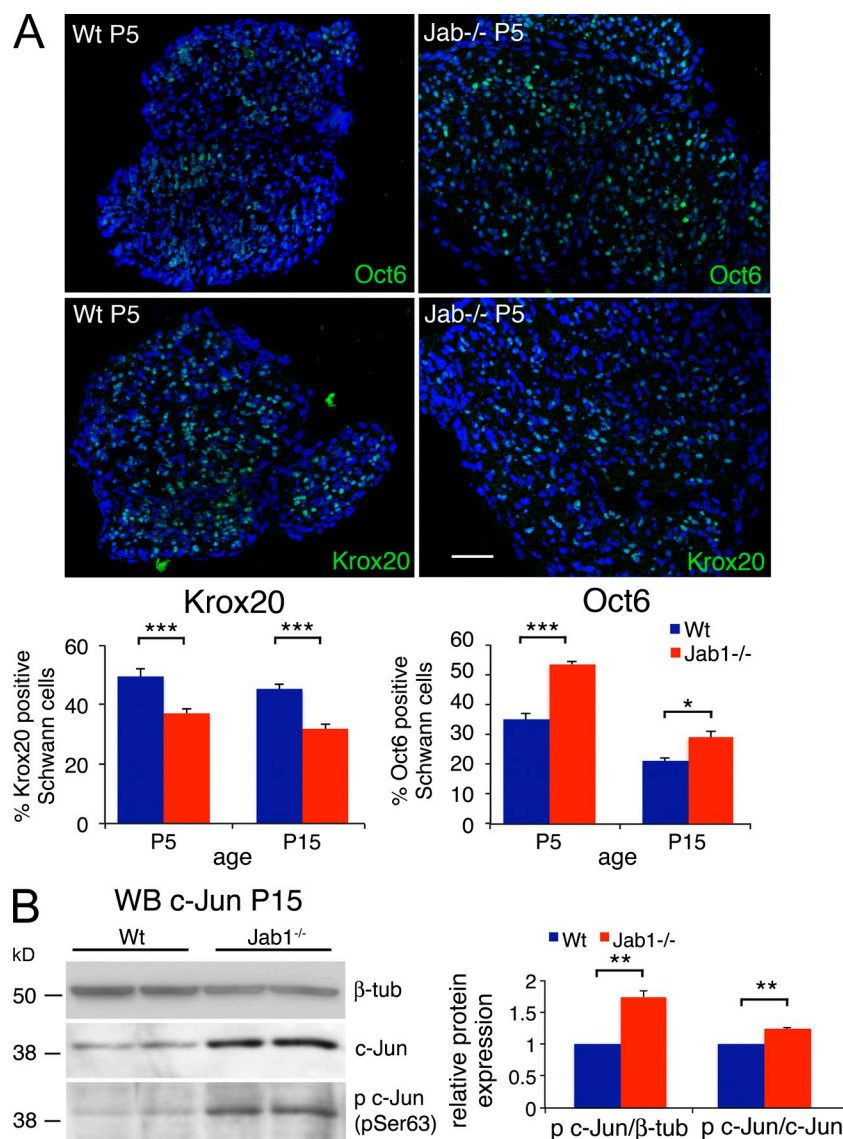 A
Wt P5
Jab-/- P5
Oct6
Oct6
Wt P5
Jab-/- P5
Krox20
Krox20
Krox20
% Krox20 positive
Schwann cells
60
40
20
0
***
***
P5
P15
age
Oct6
Wt
Jab1-/-
% Oct6 positive
Schwann cells
60
50
40
30
20
10
0
***
*
P5
P15
age
B
WB c-Jun P15
kD
Wt
Jab1-/-
50
β-tub
38
c-Jun
38
p c-Jun
(pSer63)
Wt
Jab1-/-
relative protein
expression
2
1.5
1
0.5
0
**
**
p c-Jun/β-tub
p c-Jun/c-Jun